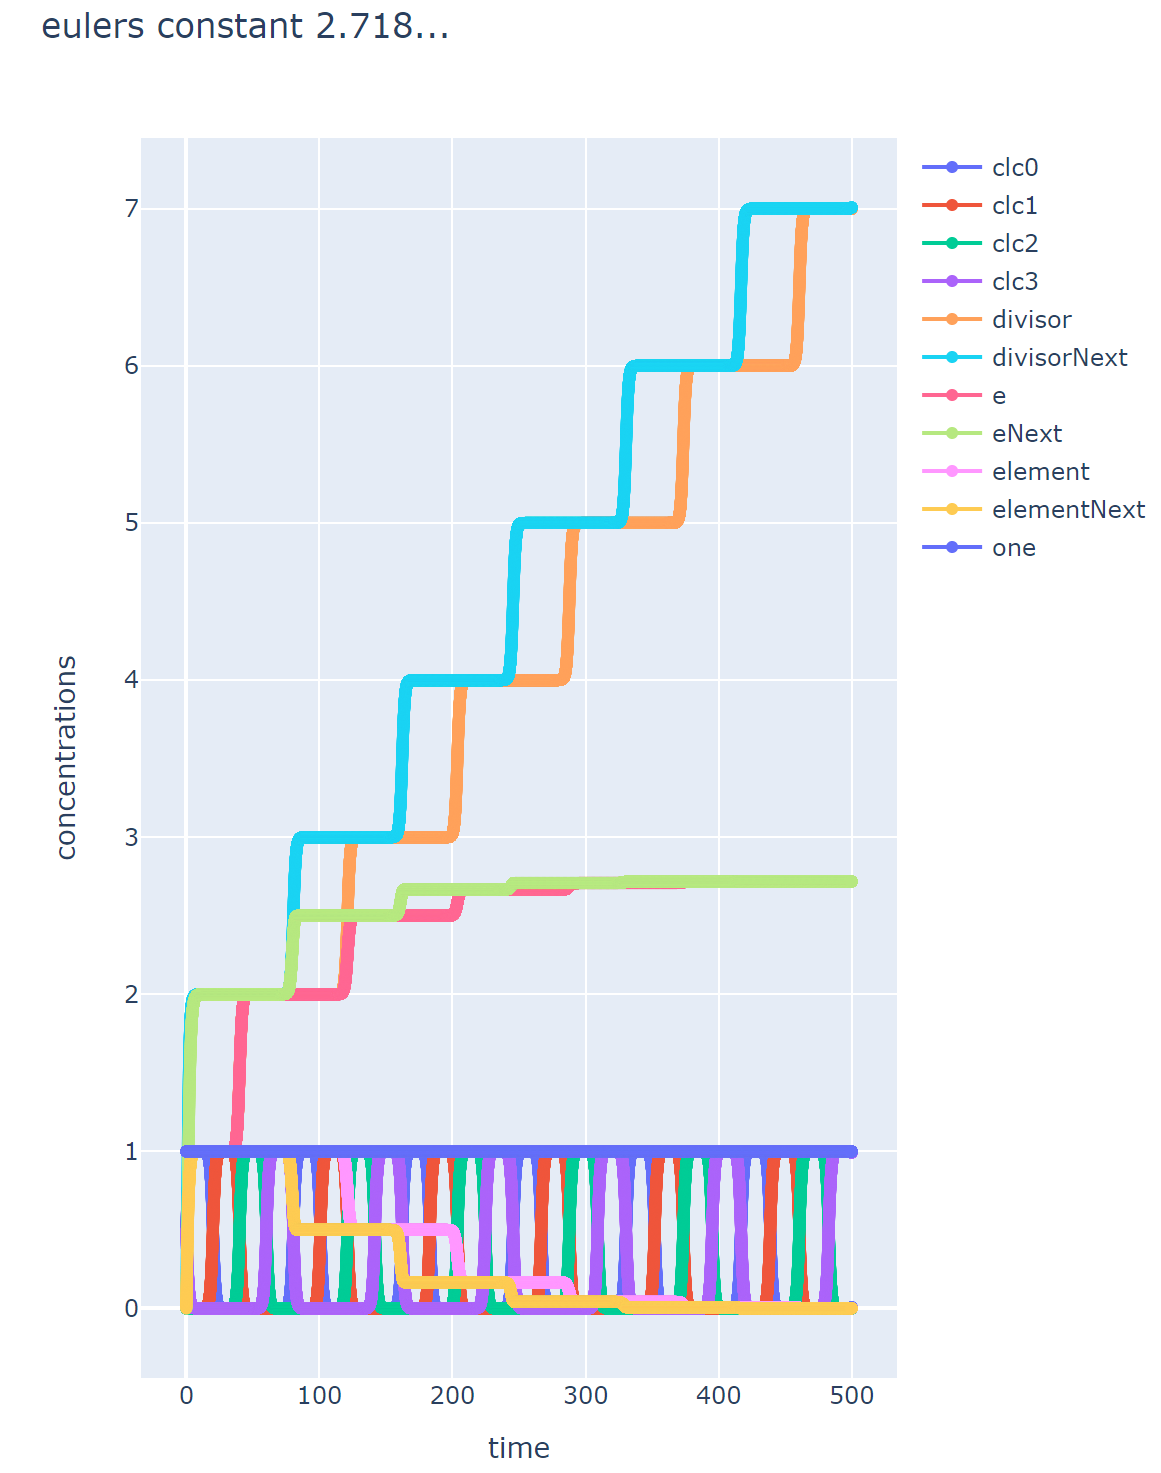 eulers constant 2.718...
clc0
clc1
clc2
clc3
divisor
divisorNext
e
eNext
element
elementNext
one
7
6
5
4
3
2
1
0
concentrations
0 100 200 300 400 500
time